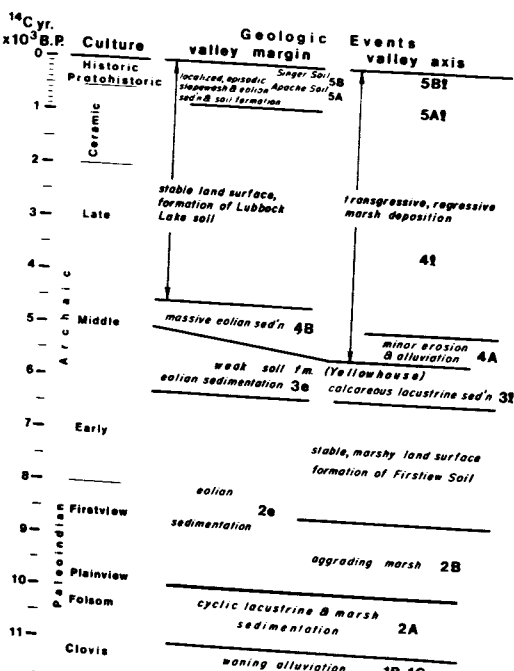 14C yr.
x10³B.P.
Culture
Geologic Events
valley margin
valley axis
0
Historic
Protohistoric
localized, episodic
slopewash & eolian
sed'n & soil formation
Singer Soil 5B
Apache Soil 5A
5Bℓ
5Aℓ
1
Ceramic
2
stable land surface,
formation of Lubbock
Lake soil
transgressive, regressive
marsh deposition
3
Late
4
4ℓ
Archaic
5
Middle
massive eolian sed'n 4B
minor erosion
& alluviation 4A
6
weak soil fm. (Yellowhouse)
eolian sedimentation 3e
calcareous lacustrine sed'n 3ℓ
7
Early
stable, marshy land surface
formation of Firstview Soil
8
Paleoindian
Firstview
eolian
sedimentation
2e
9
aggrading marsh 2B
Plainview
10
Folsom
cyclic lacustrine & marsh
sedimentation 2A
11
Clovis
waning alluviation